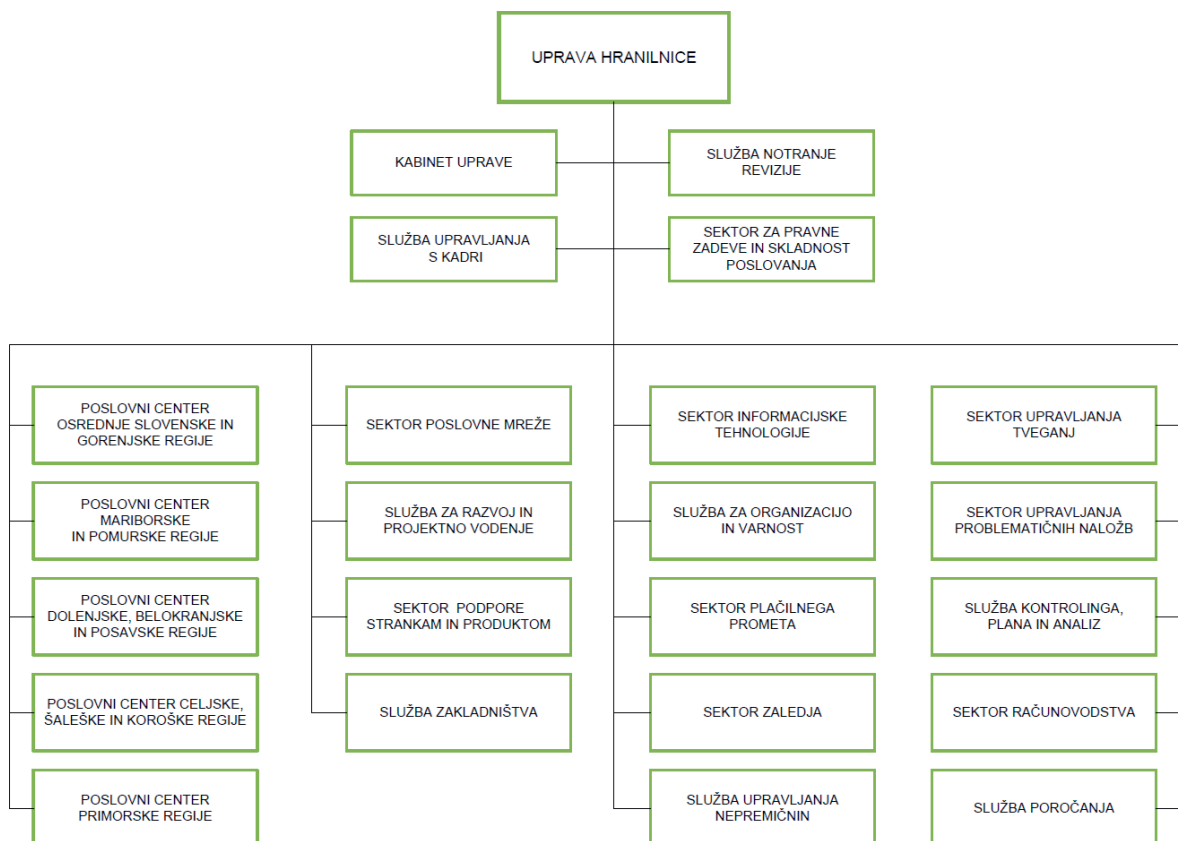 UPRAVA HRANILNICE
KABINET UPRAVE
SLUŽBA NOTRANJE
REVIZIJE
SLUŽBA UPRAVLJANJA
S KADRI
SEKTOR ZA PRAVNE
ZADEVE IN SKLADNOST
POSLOVANJA
POSLOVNI CENTER
OSREDNJE SLOVENSKE IN
GORENJSKE REGIJE
POSLOVNI CENTER
MARIBORSKE
IN POMURSKE REGIJE
POSLOVNI CENTER
DOLENJSKE, BELOKRANJSKE
IN POSAVSKE REGIJE
POSLOVNI CENTER CELJSKE,
ŠALEŠKE IN KOROŠKE REGIJE
POSLOVNI CENTER
PRIMORSKE REGIJE
SEKTOR POSLOVNE MREŽE
SLUŽBA ZA RAZVOJ IN
PROJEKTNO VODENJE
SEKTOR PODPORE
STRANKAM IN PRODUKTOM
SLUŽBA ZAKLADNIŠTVA
SEKTOR INFORMACIJSKE
TEHNOLOGIJE
SLUŽBA ZA ORGANIZACIJO
IN VARNOST
SEKTOR PLAČILNEGA
PROMETA
SEKTOR ZALEDJA
SLUŽBA UPRAVLJANJA
NEPREMIČNIN
SEKTOR UPRAVLJANJA
TVEGANJ
SEKTOR UPRAVLJANJA
PROBLEMATIČNIH NALOŽB
SLUŽBA KONTROLINGA,
PLANA IN ANALIZ
SEKTOR RAČUNOVODSTVA
SLUŽBA POROČANJA